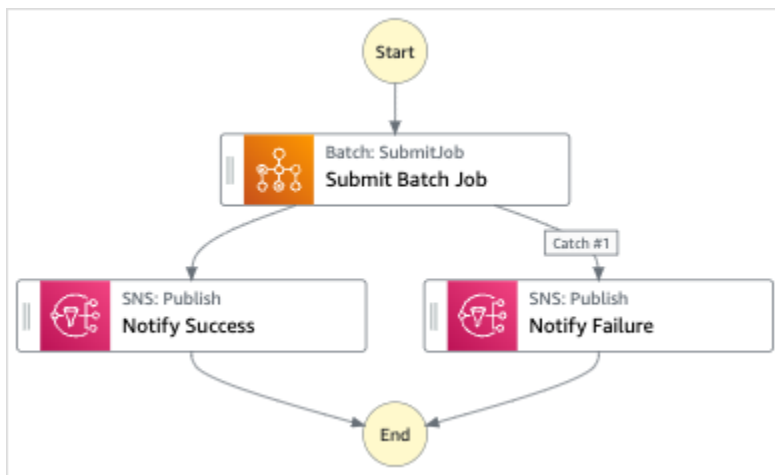 Start
Batch: SubmitJob
Submit Batch Job
Catch #1
SNS: Publish
Notify Success
SNS: Publish
Notify Failure
End